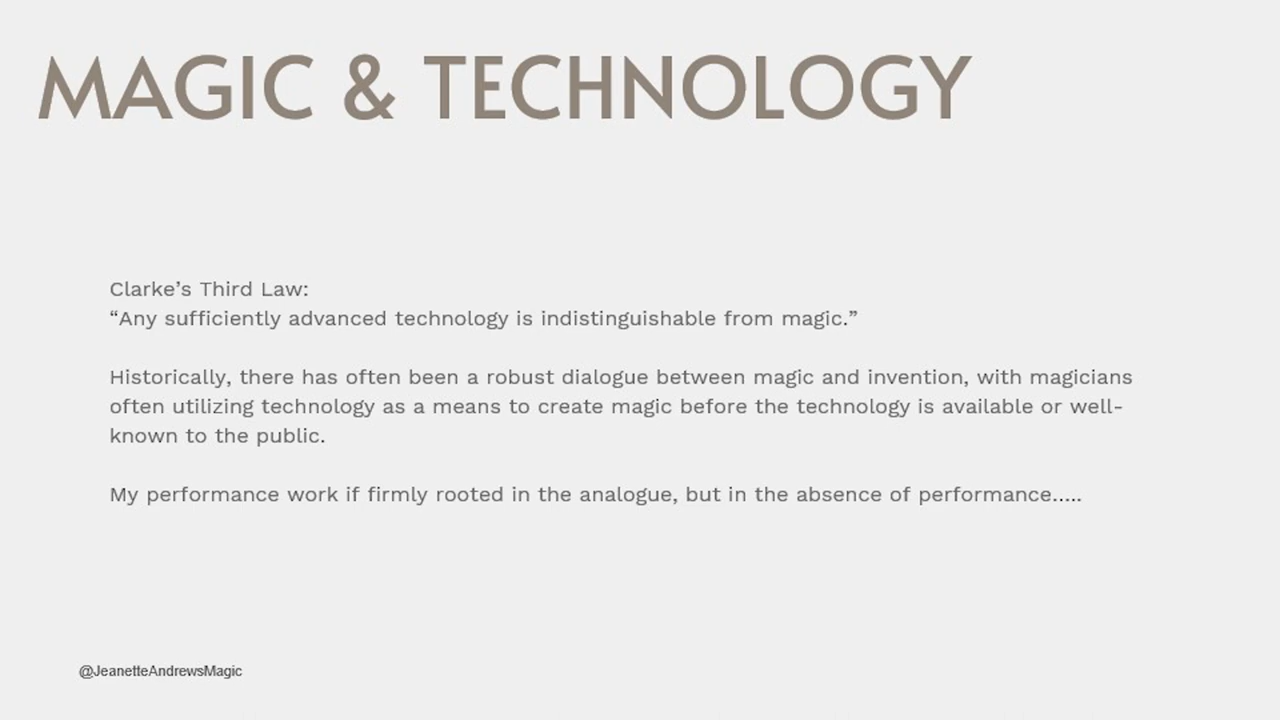 MAGIC & TECHNOLOGY
Clarke’s Third Law:
“Any sufficiently advanced technology is indistinguishable from magic.”
Historically, there has often been a robust dialogue between magic and invention, with magicians
often utilizing technology as a means to create magic before the technology is available or well-
known to the public.
My performance work if firmly rooted in the analogue, but in the absence of performance.....
@JeanetteAndrewsMagic